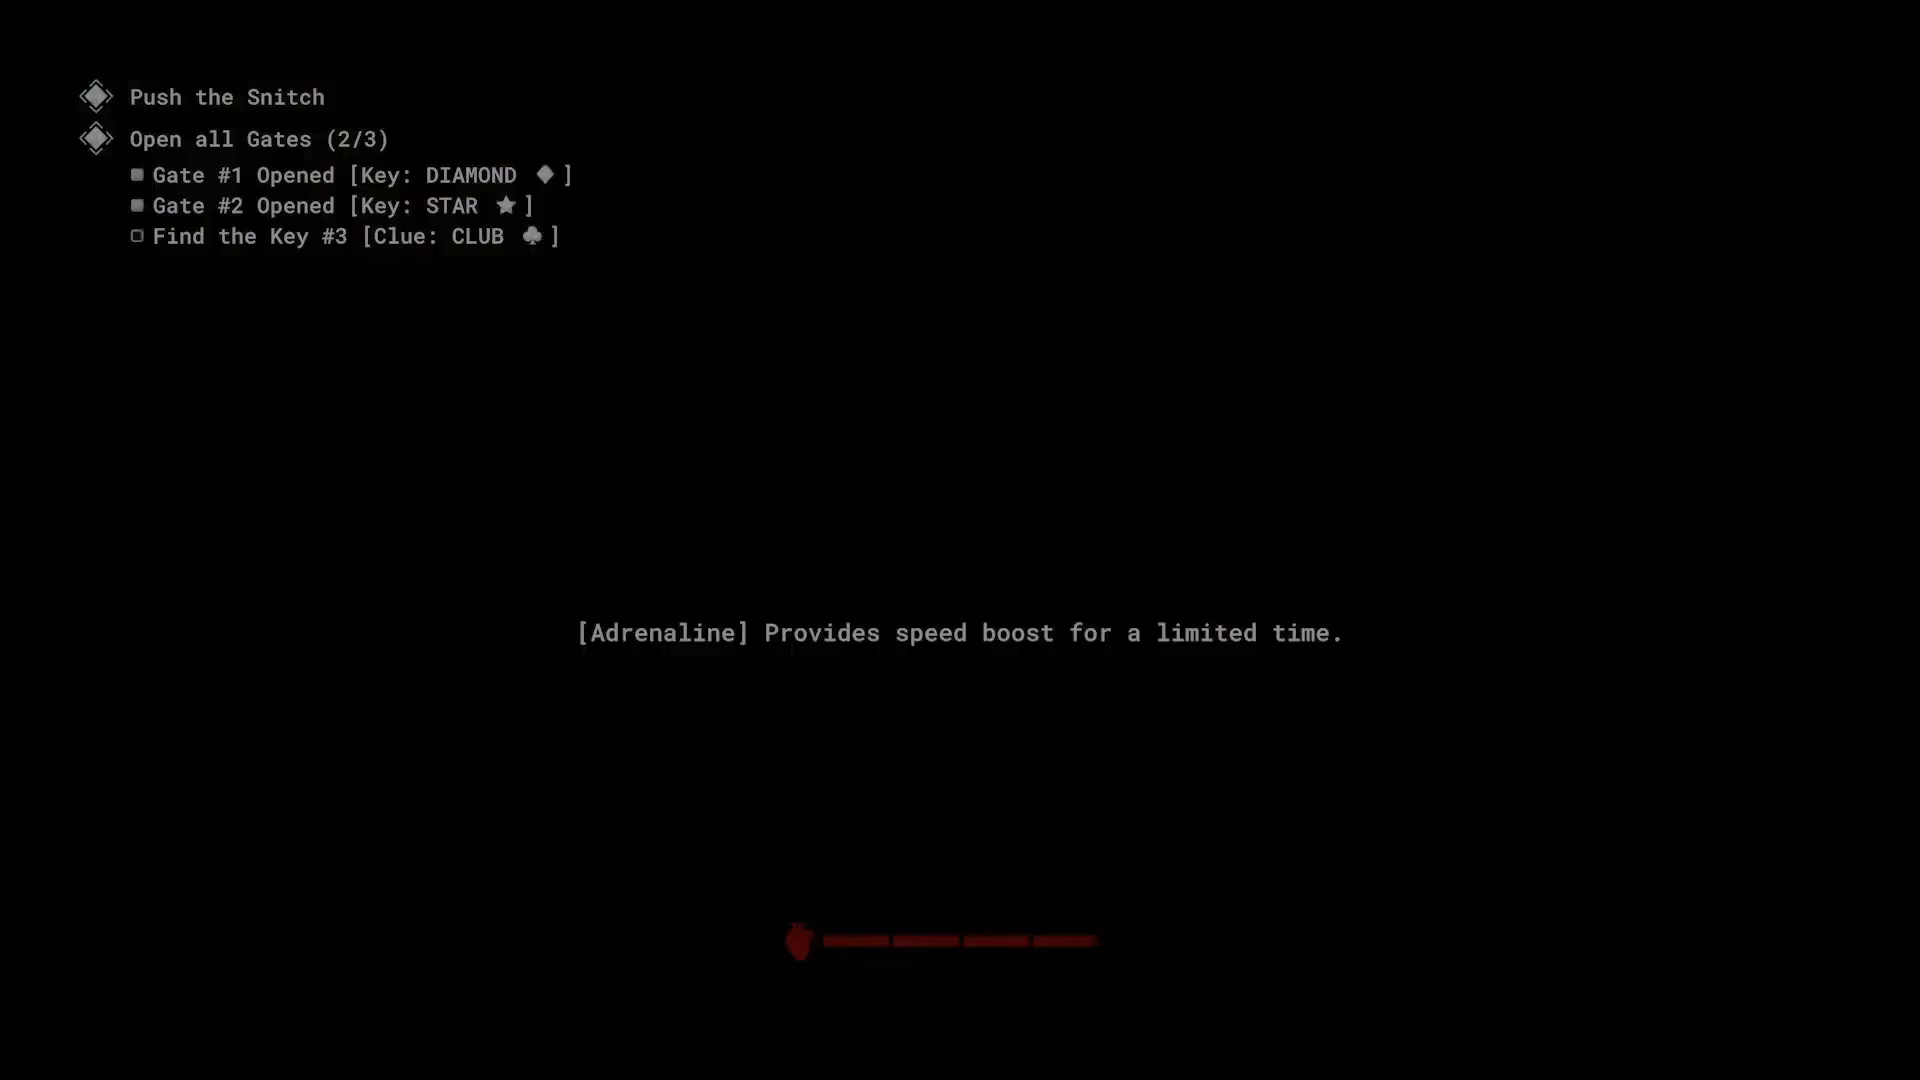 Push the Snitch
Open all Gates (2/3)
Gate #1 Opened [Key: DIAMOND ♦ ]
Gate #2 Opened [Key: STAR ★ ]
Find the Key #3 [Clue: CLUB ♣ ]
[Adrenaline] Provides speed boost for a limited time.